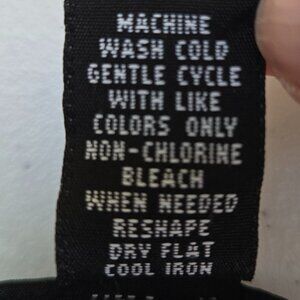 MACHINE
WASH COLD
GENTLE CYCLE
WITH LIKE
COLORS ONLY
NON-CHLORINE
BLEACH
WHEN NEEDED
RESHAPE
DRY FLAT
COOL IRON